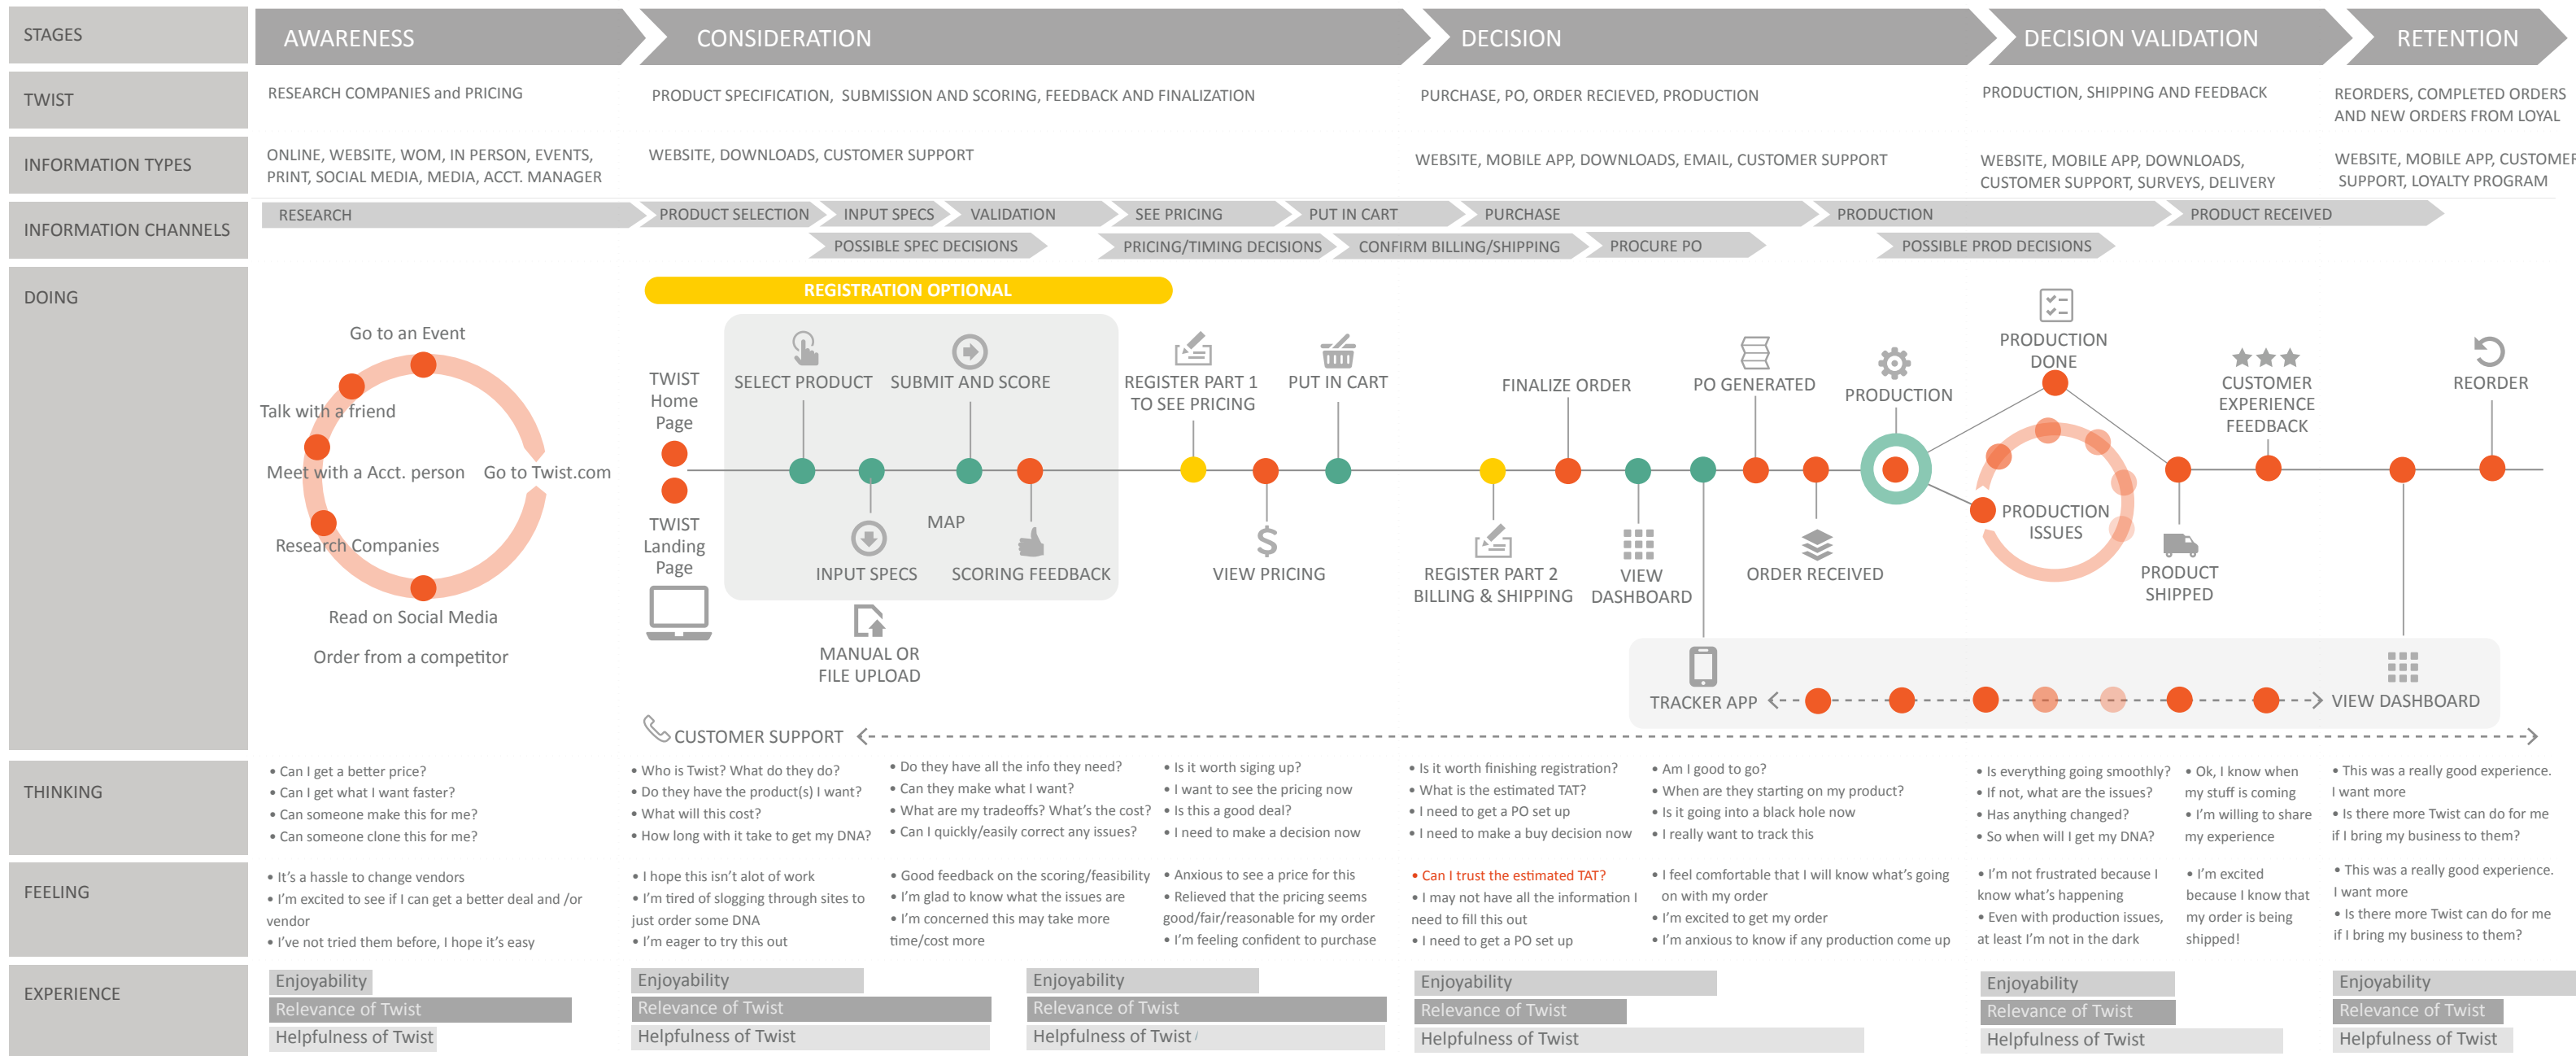 STAGES
AWARENESS
CONSIDERATION
DECISION
DECISION VALIDATION
RETENTION
TWIST
RESEARCH COMPANIES and PRICING
PRODUCT SPECIFICATION, SUBMISSION AND SCORING, FEEDBACK AND FINALIZATION
PURCHASE, PO, ORDER RECIEVED, PRODUCTION
PRODUCTION, SHIPPING AND FEEDBACK
REORDERS, COMPLETED ORDERS
AND NEW ORDERS FROM LOYAL
INFORMATION TYPES
ONLINE, WEBSITE, WOM, IN PERSON, EVENTS,
PRINT, SOCIAL MEDIA, MEDIA, ACCT. MANAGER
WEBSITE, DOWNLOADS, CUSTOMER SUPPORT
WEBSITE, MOBILE APP, DOWNLOADS, EMAIL, CUSTOMER SUPPORT
WEBSITE, MOBILE APP, DOWNLOADS,
CUSTOMER SUPPORT, SURVEYS, DELIVERY
WEBSITE, MOBILE APP, CUSTOMER
SUPPORT, LOYALTY PROGRAM
INFORMATION CHANNELS
RESEARCH
PRODUCT SELECTION
INPUT SPECS
VALIDATION
SEE PRICING
PUT IN CART
PURCHASE
PRODUCTION
PRODUCT RECEIVED
POSSIBLE SPEC DECISIONS
PRICING/TIMING DECISIONS
CONFIRM BILLING/SHIPPING
PROCURE PO
POSSIBLE PROD DECISIONS
DOING
REGISTRATION OPTIONAL
Go to an Event
Talk with a friend
Meet with a Acct. person
Go to Twist.com
Research Companies
Read on Social Media
Order from a competitor
TWIST
Home
Page
TWIST
Landing
Page
SELECT PRODUCT
SUBMIT AND SCORE
MAP
INPUT SPECS
SCORING FEEDBACK
MANUAL OR
FILE UPLOAD
REGISTER PART 1
TO SEE PRICING
PUT IN CART
VIEW PRICING
FINALIZE ORDER
REGISTER PART 2
BILLING & SHIPPING
VIEW
DASHBOARD
PO GENERATED
ORDER RECEIVED
PRODUCTION
PRODUCTION
DONE
PRODUCTION
ISSUES
PRODUCT
SHIPPED
CUSTOMER
EXPERIENCE
FEEDBACK
REORDER
TRACKER APP
VIEW DASHBOARD
CUSTOMER SUPPORT
THINKING
• Can I get a better price?
• Can I get what I want faster?
• Can someone make this for me?
• Can someone clone this for me?
• Who is Twist? What do they do?
• Do they have the product(s) I want?
• What will this cost?
• How long with it take to get my DNA?
• Do they have all the info they need?
• Can they make what I want?
• What are my tradeoffs? What's the cost?
• Can I quickly/easily correct any issues?
• Is it worth siging up?
• I want to see the pricing now
• Is this a good deal?
• I need to make a decision now
• Is it worth finishing registration?
• What is the estimated TAT?
• I need to get a PO set up
• I need to make a buy decision now
• Am I good to go?
• When are they starting on my product?
• Is it going into a black hole now
• I really want to track this
• Is everything going smoothly?
• If not, what are the issues?
• Has anything changed?
• So when will I get my DNA?
• Ok, I know when
my stuff is coming
• I'm willing to share
my experience
• This was a really good experience.
I want more
• Is there more Twist can do for me
if I bring my business to them?
FEELING
• It's a hassle to change vendors
• I'm excited to see if I can get a better deal and /or
vendor
• I've not tried them before, I hope it's easy
• I hope this isn't alot of work
• I'm tired of slogging through sites to
just order some DNA
• I'm eager to try this out
• Good feedback on the scoring/feasibility
• I'm glad to know what the issues are
• I'm concerned this may take more
time/cost more
• Anxious to see a price for this
• Relieved that the pricing seems
good/fair/reasonable for my order
• I'm feeling confident to purchase
• Can I trust the estimated TAT?
• I may not have all the information I
need to fill this out
• I need to get a PO set up
• I feel comfortable that I will know what's going
on with my order
• I'm excited to get my order
• I'm anxious to know if any production come up
• I'm not frustrated because I
know what's happening
• Even with production issues,
at least I'm not in the dark
• I'm excited
because I know that
my order is being
shipped!
• This was a really good experience.
I want more
• Is there more Twist can do for me
if I bring my business to them?
EXPERIENCE
Enjoyability
Relevance of Twist
Helpfulness of Twist
Enjoyability
Relevance of Twist
Helpfulness of Twist
Enjoyability
Relevance of Twist
Helpfulness of Twist /
Enjoyability
Relevance of Twist
Helpfulness of Twist
Enjoyability
Relevance of Twist
Helpfulness of Twist
Enjoyability
Relevance of Twist
Helpfulness of Twist